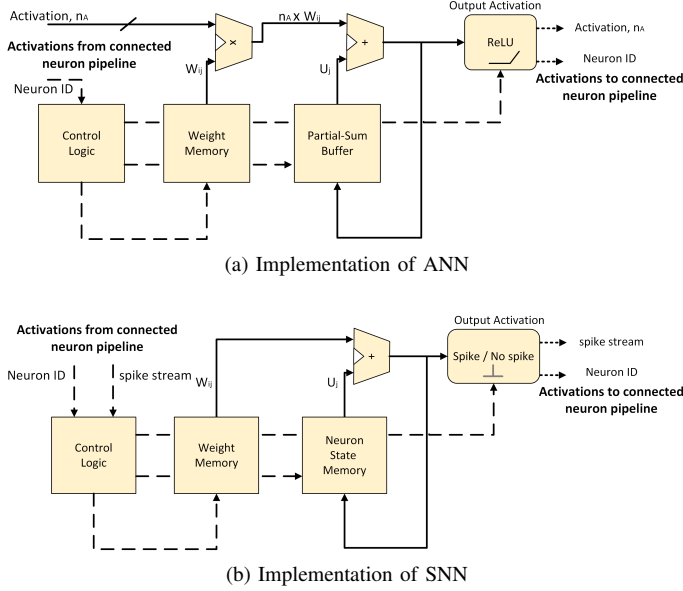 Output Activation
Activation, nA
nA x Wij
Activation, nA
x
+
ReLU
Activations from connected
neuron pipeline
Wij
Uj
Neuron ID
Neuron ID
Activations to connected
neuron pipeline
Control
Logic
Weight
Memory
Partial-Sum
Buffer
(a) Implementation of ANN
Output Activation
Activations from connected
neuron pipeline
+
Spike / No spike
spike stream
Neuron ID
spike stream
Wij
Uj
Neuron ID
Activations to connected
neuron pipeline
Control
Logic
Weight
Memory
Neuron
State
Memory
(b) Implementation of SNN